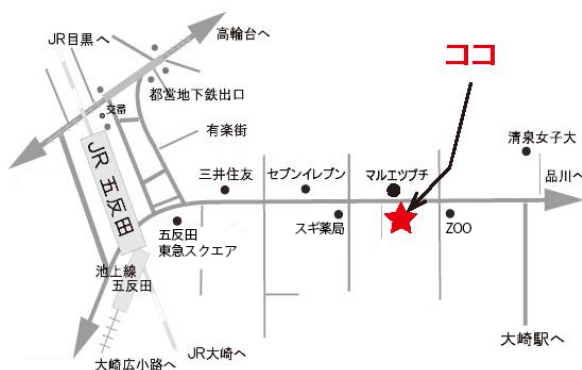 JR目黒へ
高輪台へ
ココ
都営地下鉄出口
交番
有楽街
清泉女子大
JR 五反田
三井住友
セブンイレブン
マルエツプチ
品川へ
五反田
東急スクエア
スギ薬局
ZOO
池上線
五反田
大崎広小路へ
JR大崎へ
大崎駅へ